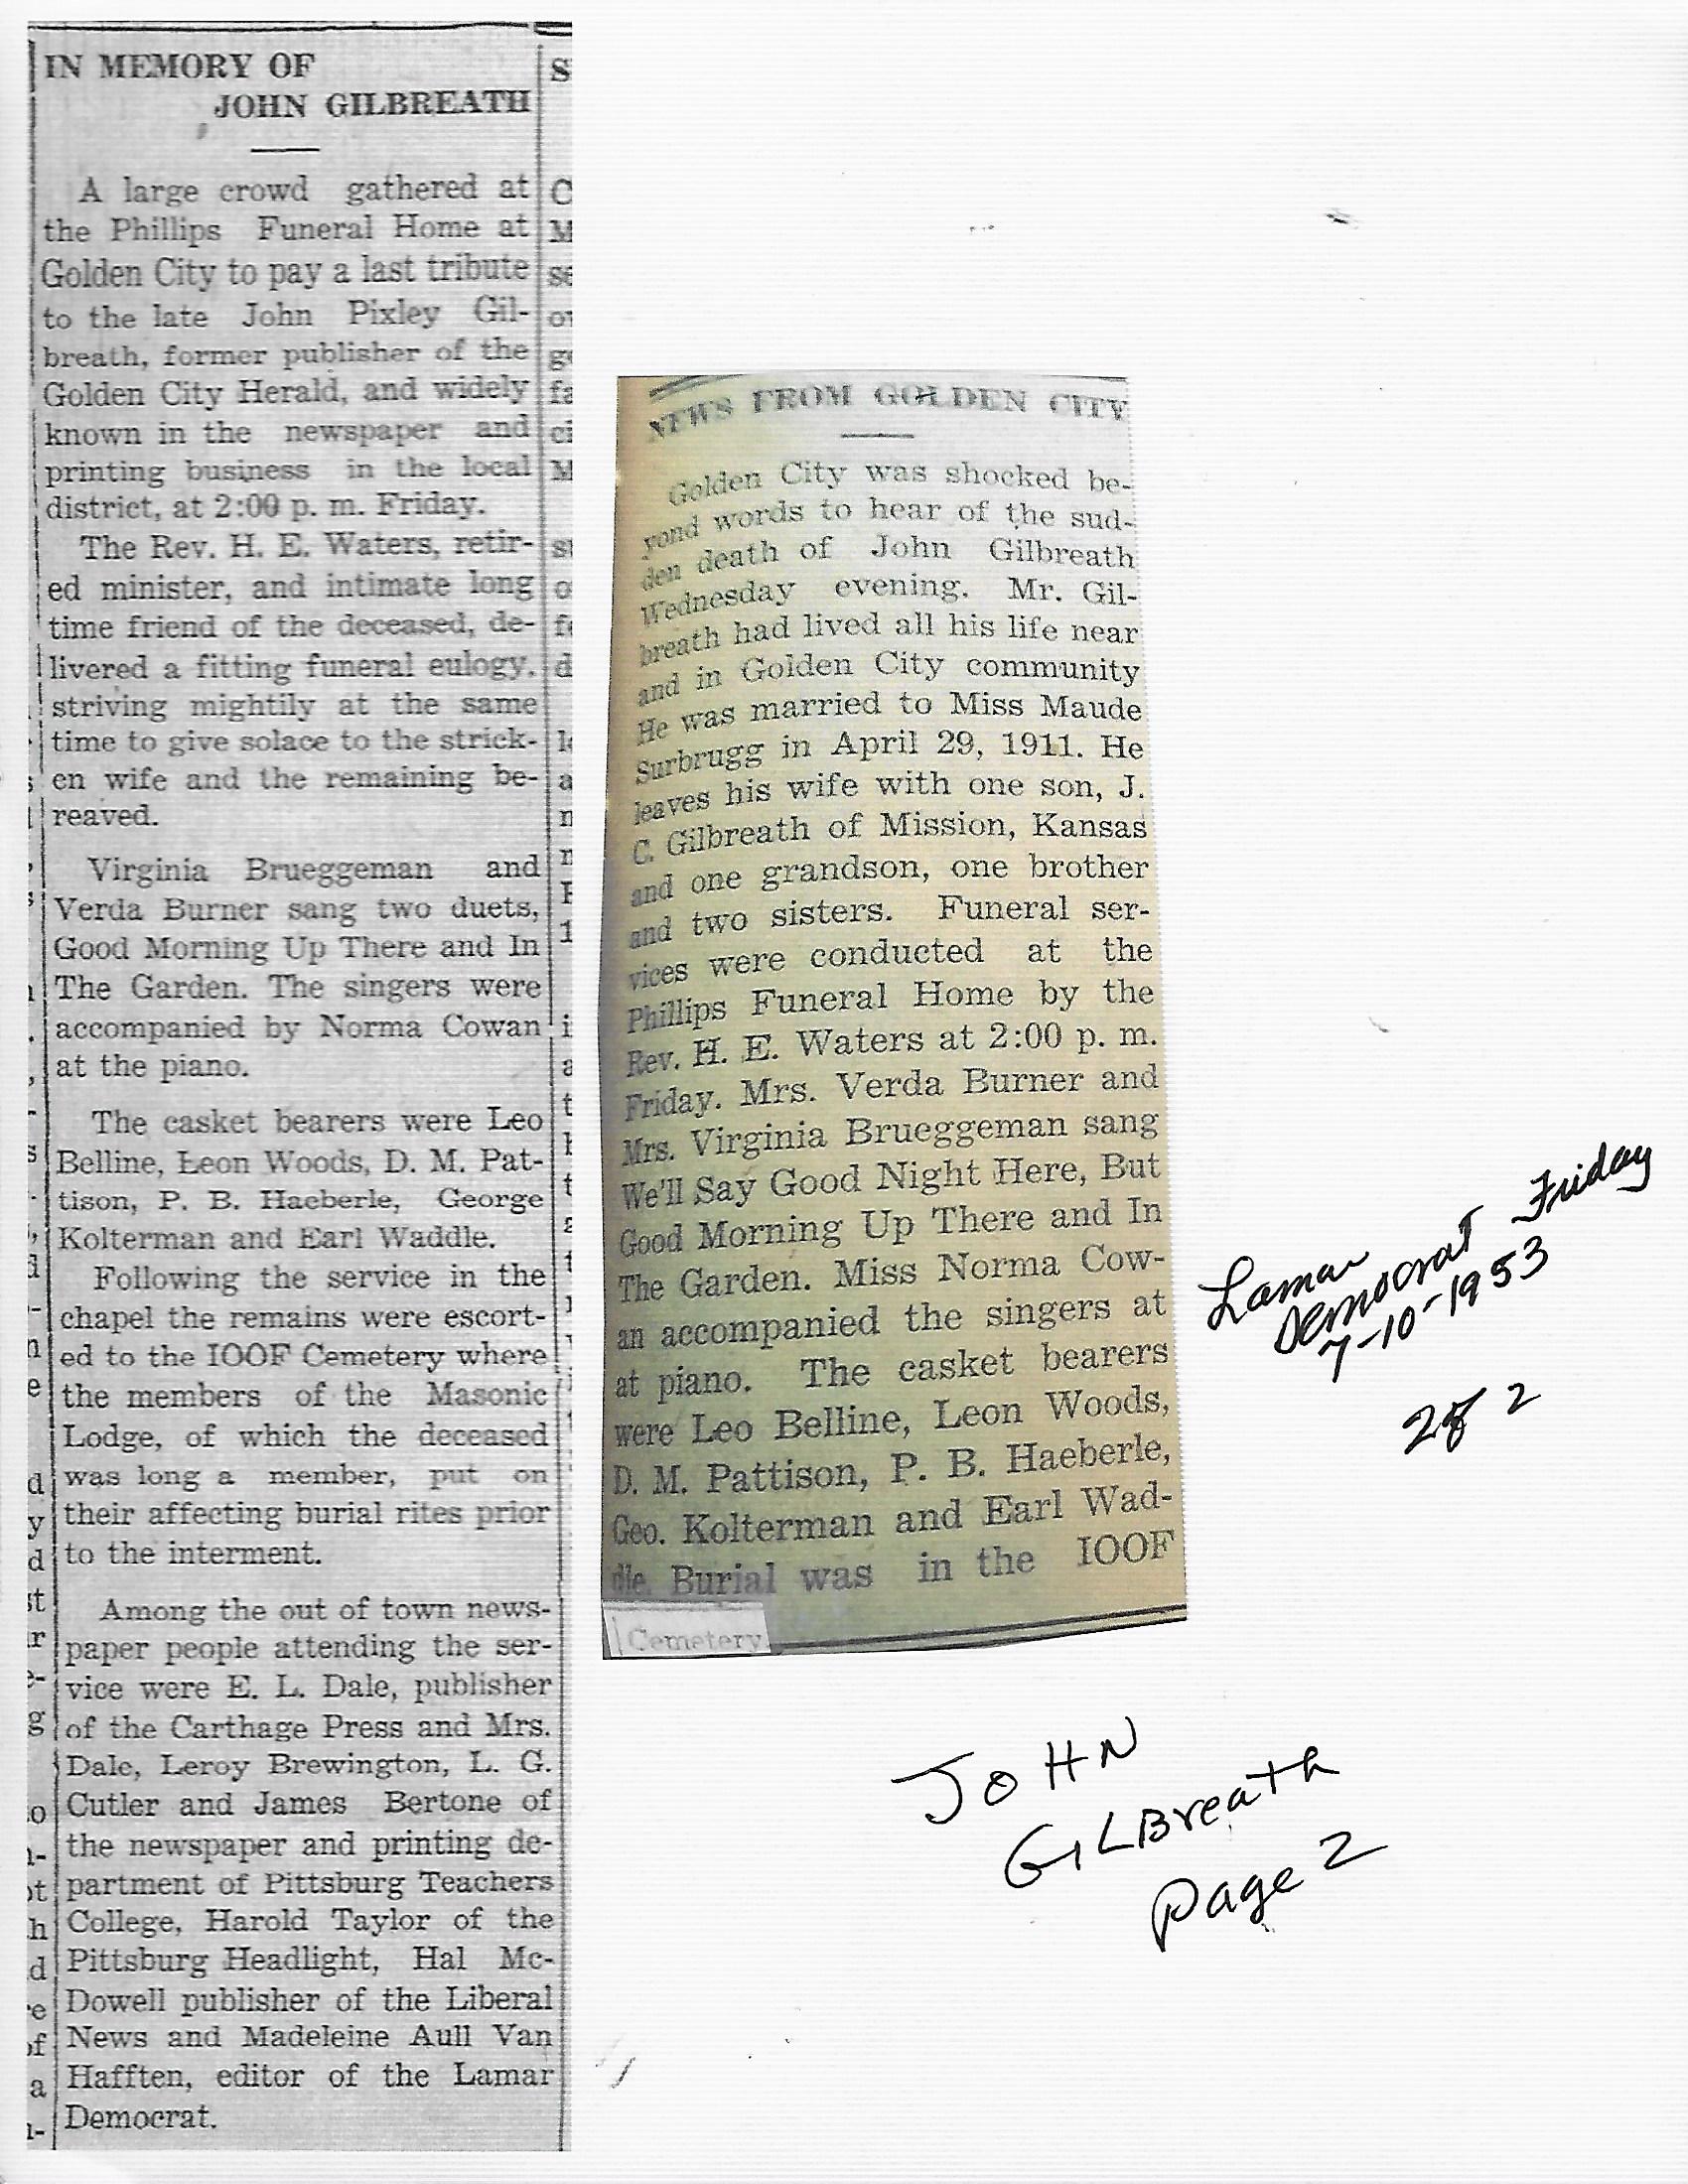 IN MEMORY OF
JOHN GILBREATH
A large crowd gathered at
the Phillips Funeral Home at
Golden City to pay a last tribute
to the late John Pixley Gil-
breath, former publisher of the
Golden City Herald, and widely
known in the newspaper and
printing business in the local
district, at 2:00 p. m. Friday.
The Rev. H. E. Waters, retir-
ed minister, and intimate long
time friend of the deceased, de-
livered a fitting funeral eulogy,
striving mightily at the same
time to give solace to the strick-
en wife and the remaining be-
reaved.
Virginia Brueggeman and
Verda Burner sang two duets,
Good Morning Up There and In
The Garden. The singers were
accompanied by Norma Cowan
at the piano.
The casket bearers were Leo
Belline, Leon Woods, D. M. Pat-
tison, P. B. Haeberle, George
Kolterman and Earl Waddle.
Following the service in the
chapel the remains were escort-
ed to the IOOF Cemetery where
the members of the Masonic
Lodge, of which the deceased
was long a member, put on
their affecting burial rites prior
to the interment.
Among the out of town news-
paper people attending the ser-
vice were E. L. Dale, publisher
of the Carthage Press and Mrs.
Dale, Leroy Brewington, L. G.
Cutler and James Bertone of
the newspaper and printing de-
partment of Pittsburg Teachers
College, Harold Taylor of the
Pittsburg Headlight, Hal Mc-
Dowell publisher of the Liberal
News and Madeleine Aull Van
Hafften, editor of the Lamar
Democrat.
NEWS FROM GOLDEN CITY
Golden City was shocked be-
yond words to hear of the sud-
den death of John Gilbreath
Wednesday evening. Mr. Gil-
breath had lived all his life near
and in Golden City community
He was married to Miss Maude
Surbrugg in April 29, 1911. He
leaves his wife with one son, J.
C. Gilbreath of Mission, Kansas
and one grandson, one brother
and two sisters. Funeral ser-
vices were conducted at the
Phillips Funeral Home by the
Rev. H. E. Waters at 2:00 p. m.
Friday. Mrs. Verda Burner and
Mrs. Virginia Brueggeman sang
We'll Say Good Night Here, But
Good Morning Up There and In
The Garden. Miss Norma Cow-
an accompanied the singers at
at piano. The casket bearers
were Leo Belline, Leon Woods,
D. M. Pattison, P. B. Haeberle,
Geo. Kolterman and Earl Wad-
dle. Burial was in the IOOF
Cemetery
Lamar
Democrat Friday
7-10-1953
2 of 2
JOHN
GILBreath
Page 2